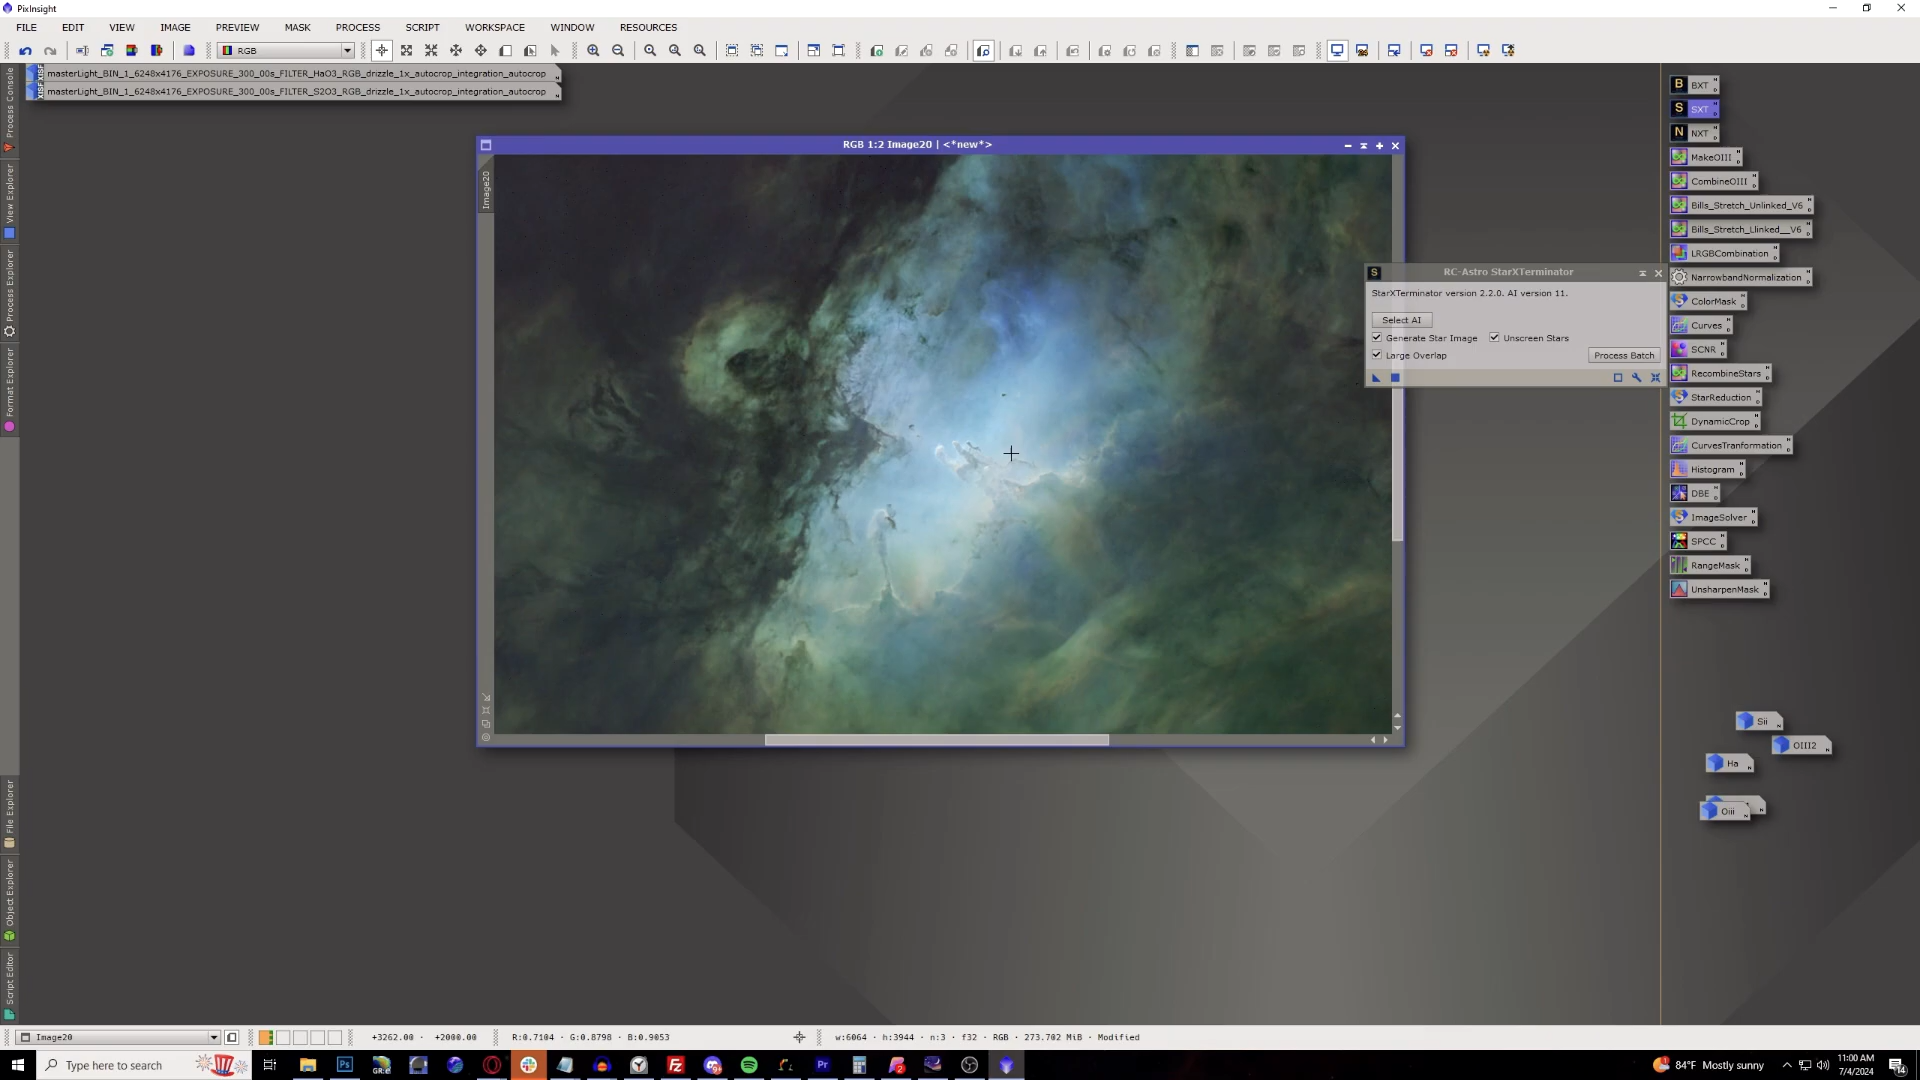 PixInsight
FILE EDIT VIEW IMAGE PREVIEW MASK PROCESS SCRIPT WORKSPACE WINDOW RESOURCES
RGB
masterLight_BIN_1_6248x4176_EXPOSURE_300_00s_FILTER_HaO3_RGB_drizzle_1x_autocrop_integration_autocrop
masterLight_BIN_1_6248x4176_EXPOSURE_300_00s_FILTER_S2O3_RGB_drizzle_1x_autocrop_integration_autocrop
Process Console
View Explorer
Process Explorer
Format Explorer
File Explorer
Object Explorer
Script Editor
RGB 1:2 Image20 | <*new*>
Image20
RC-Astro StarXTerminator
StarXTerminator version 2.2.0. AI version 11.
Select AI
Generate Star Image Unscreen Stars
Large Overlap
Process Batch
BXT
SXT
NXT
MakeOIII
CombineOIII
Bills_Stretch_Unlinked_V6
Bills_Stretch_Llinked__V6
LRGBCombination
NarrowbandNormalization
ColorMask
Curves
SCNR
RecombineStars
StarReduction
DynamicCrop
CurvesTranformation
Histogram
DBE
ImageSolver
SPCC
RangeMask
UnsharpenMask
Sii
OIII2
Ha
Oiii
Image20
+3262.00 · +2000.00
R:0.7104 · G:0.8798 · B:0.9053
w:6064 · h:3944 · n:3 · f32 · RGB · 273.702 MiB · Modified
Type here to search
84°F Mostly sunny
11:00 AM
7/4/2024
14